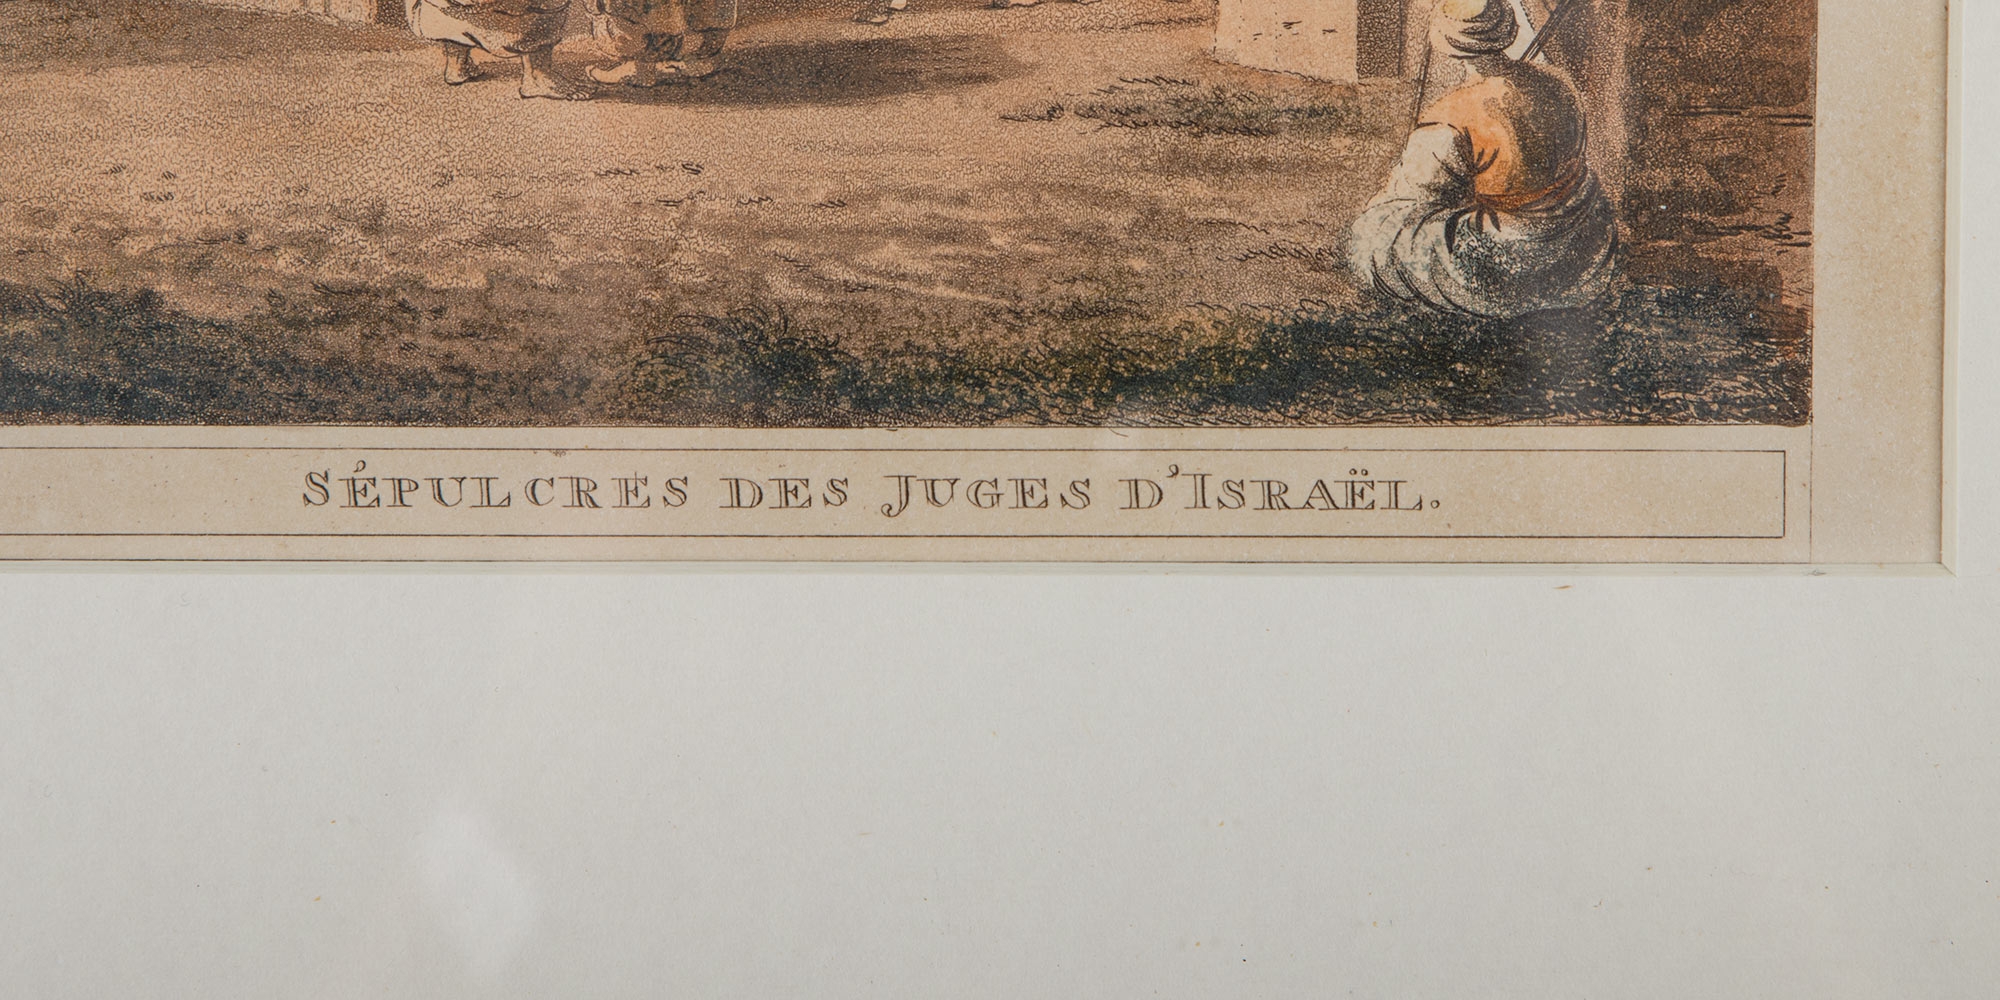 SÉPULCRES DES JUGES D'ISRAËL.